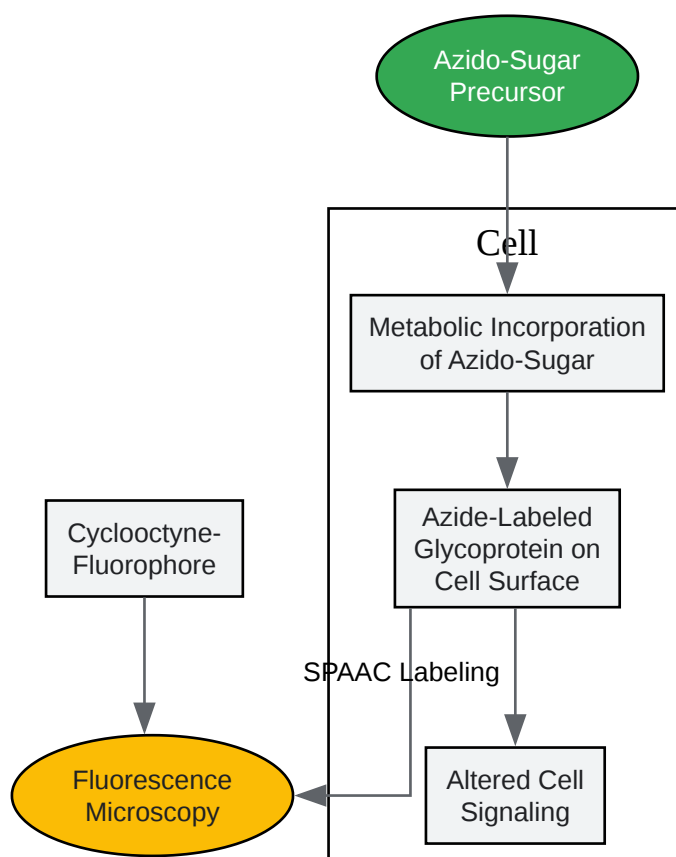 Azido-Sugar
Precursor
Cell
Metabolic Incorporation
of Azido-Sugar
Cyclooctyne-
Fluorophore
Azide-Labeled
Glycoprotein on
Cell Surface
SPAAC Labeling
Fluorescence
Microscopy
Altered Cell
Signaling